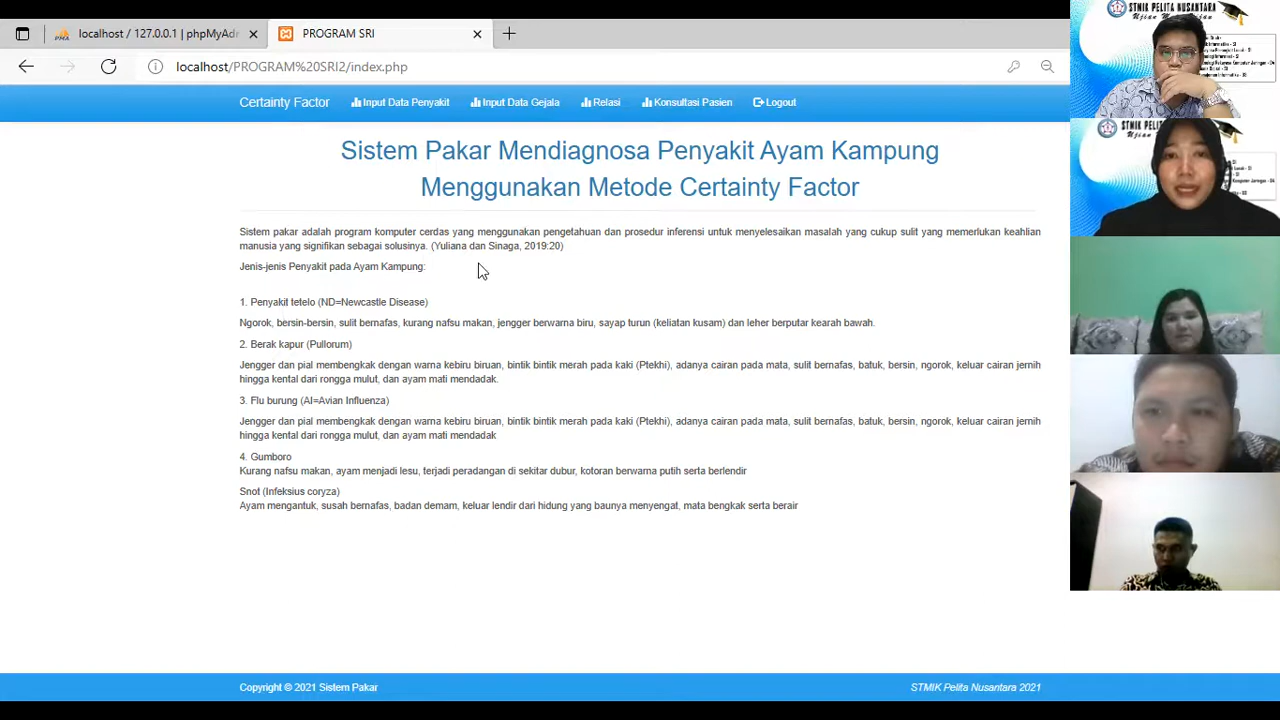 localhost / 127.0.0.1 | phpMyAdr
PROGRAM SRI
localhost/PROGRAM%20SRI2/index.php
Certainty Factor
Input Data Penyakit
Input Data Gejala
Relasi
Konsultasi Pasien
Logout
Sistem Pakar Mendiagnosa Penyakit Ayam Kampung
Menggunakan Metode Certainty Factor
Sistem pakar adalah program komputer cerdas yang menggunakan pengetahuan dan prosedur inferensi untuk menyelesaikan masalah yang cukup sulit yang memerlukan keahlian
manusia yang signifikan sebagai solusinya. (Yuliana dan Sinaga, 2019:20)
Jenis-jenis Penyakit pada Ayam Kampung:
1. Penyakit tetelo (ND=Newcastle Disease)
Ngorok, bersin-bersin, sulit bernafas, kurang nafsu makan, jengger berwarna biru, sayap turun (keliatan kusam) dan leher berputar kearah bawah.
2. Berak kapur (Pullorum)
Jengger dan pial membengkak dengan warna kebiru biruan, bintik bintik merah pada kaki (Ptekhi), adanya cairan pada mata, sulit bernafas, batuk, bersin, ngorok, keluar cairan jernih
hingga kental dari rongga mulut, dan ayam mati mendadak.
3. Flu burung (AI=Avian Influenza)
Jengger dan pial membengkak dengan warna kebiru biruan, bintik bintik merah pada kaki (Ptekhi), adanya cairan pada mata, sulit bernafas, batuk, bersin, ngorok, keluar cairan jernih
hingga kental dari rongga mulut, dan ayam mati mendadak
4. Gumboro
Kurang nafsu makan, ayam menjadi lesu, terjadi peradangan di sekitar dubur, kotoran berwarna putih serta berlendir
Snot (Infeksius coryza)
Ayam mengantuk, susah bernafas, badan demam, keluar lendir dari hidung yang baunya menyengat, mata bengkak serta berair
Copyright © 2021 Sistem Pakar
STMIK Pelita Nusantara 2021
STMIK PELITA NUSANTARA
Ujian
STMIK PELITA
Ujian